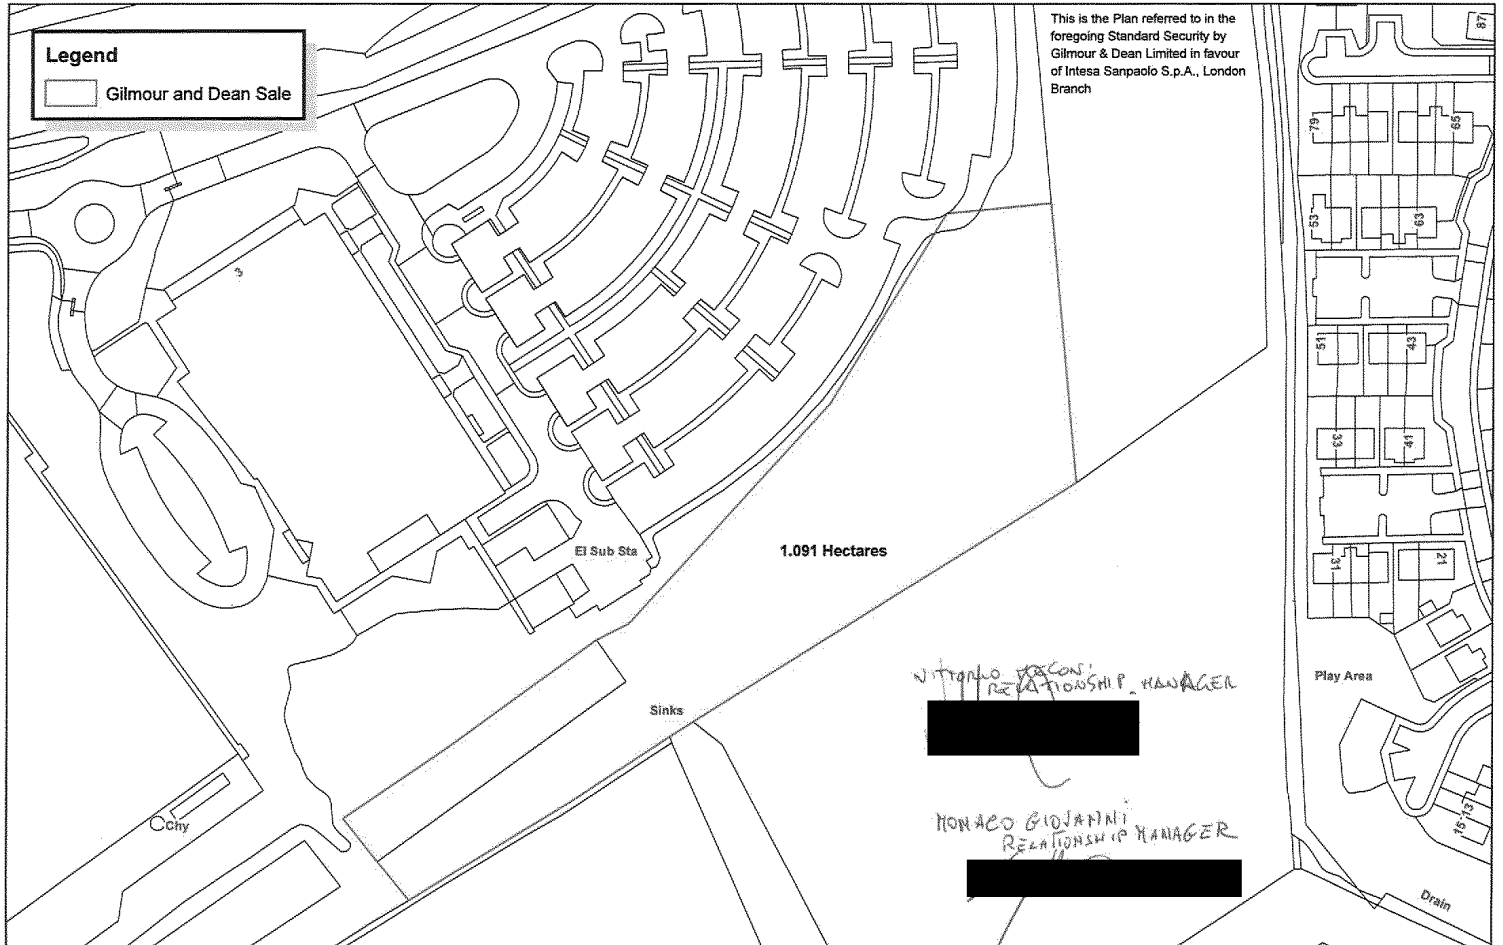 Legend
Gilmour and Dean Sale
This is the Plan referred to in the
foregoing Standard Security by
Gilmour & Dean Limited in favour
of Intesa Sanpaolo S.p.A., London
Branch
87
79
65
53
63
3
51
43
33
41
El Sub Sta
1.091 Hectares
31
21
RELATIONSHIP MANAGER
Play Area
Sinks
Chy
MONACO GIOVANNI
RELATIONSHIP MANAGER
15-13
Drain